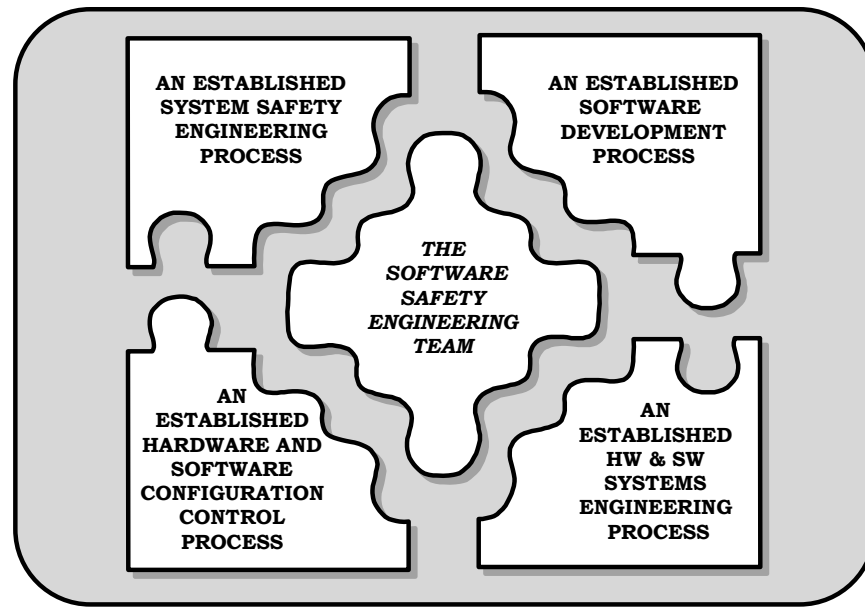 AN ESTABLISHED
SYSTEM SAFETY
ENGINEERING
PROCESS
AN ESTABLISHED
SOFTWARE
DEVELOPMENT
PROCESS
THE
SOFTWARE
SAFETY
ENGINEERING
TEAM
AN
ESTABLISHED
HARDWARE AND
SOFTWARE
CONFIGURATION
CONTROL
PROCESS
AN
ESTABLISHED
HW & SW
SYSTEMS
ENGINEERING
PROCESS